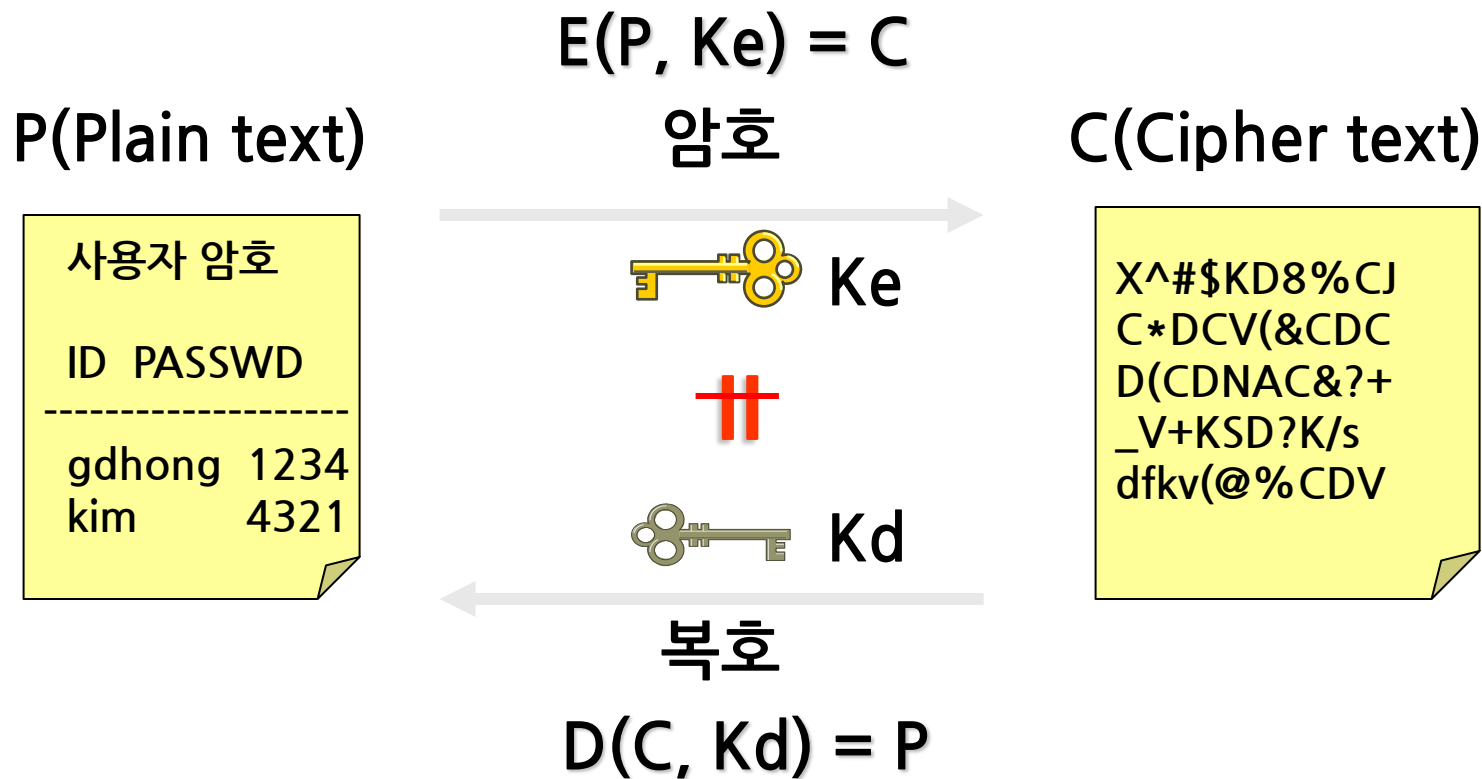 E(P, Ke) = C
P(Plain text)
암호
C(Cipher text)
사용자 암호
ID PASSWD
--------------------
gdhong 1234
kim 4321
Ke
Kd
X^#$KD8%CJ
C*DCV(&CDC
D(CDNAC&?+
_V+KSD?K/s
dfkv(@%CDV
복호
D(C, Kd) = P